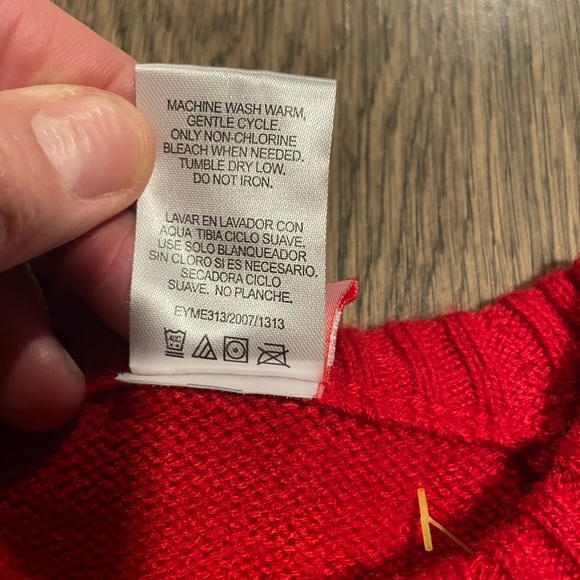 MACHINE WASH WARM,
GENTLE CYCLE.
ONLY NON-CHLORINE
BLEACH WHEN NEEDED.
TUMBLE DRY LOW.
DO NOT IRON.
LAVAR EN LAVADOR CON
AQUA TIBIA CICLO SUAVE,
USE SOLO BLANQUEADOR
SIN CLORO SI ES NECESARIO.
SECADORA CICLO
SUAVE. NO PLANCHE.
EYME313/2007/1313
40C